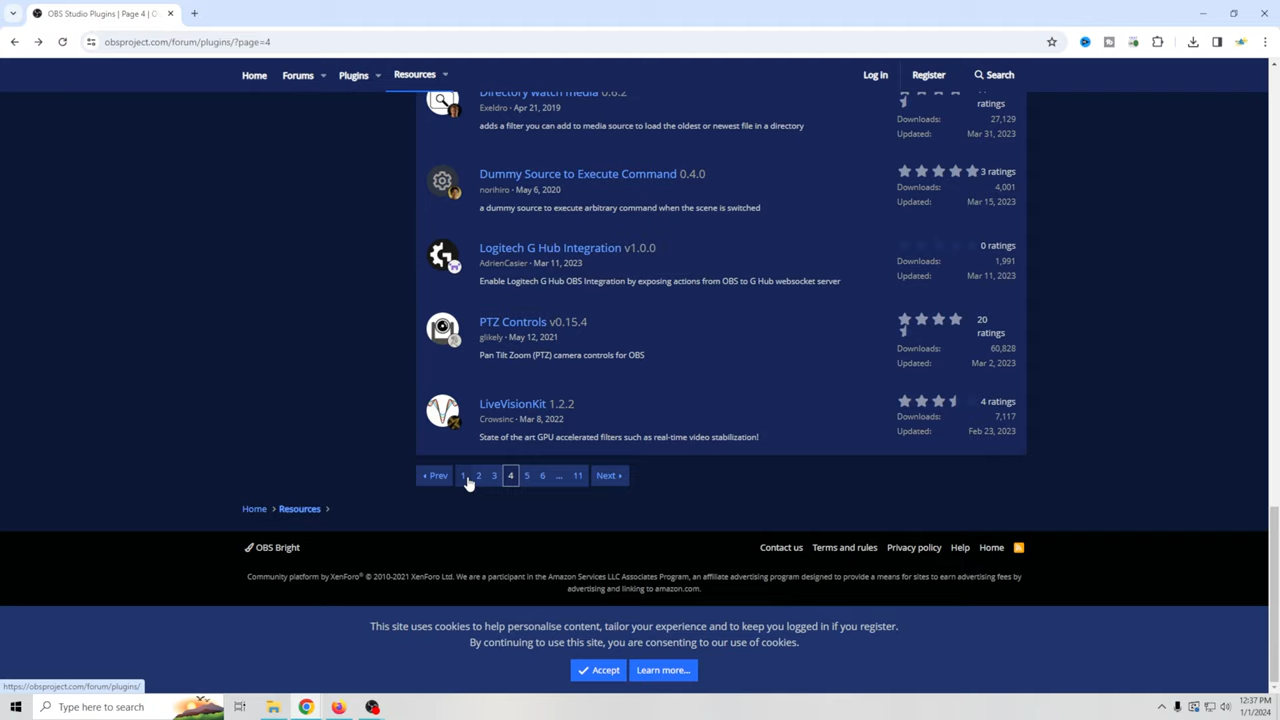 OBS Studio Plugins | Page 4 | O
obsproject.com/forum/plugins/?page=4
Home Forums Plugins Resources Log in Register Search
Directory watch media 0.6.2
ratings
Exeldro · Apr 21, 2019
Downloads: 27,129
adds a filter you can add to media source to load the oldest or newest file in a directory
Updated: Mar 31, 2023
Dummy Source to Execute Command 0.4.0
3 ratings
norihiro · May 6, 2020
Downloads: 4,001
a dummy source to execute arbitrary command when the scene is switched
Updated: Mar 15, 2023
Logitech G Hub Integration v1.0.0
0 ratings
AdrienCasier · Mar 11, 2023
Downloads: 1,991
Enable Logitech G Hub OBS Integration by exposing actions from OBS to G Hub websocket server
Updated: Mar 11, 2023
PTZ Controls v0.15.4
20
ratings
glikely · May 12, 2021
Downloads: 60,828
Pan Tilt Zoom (PTZ) camera controls for OBS
Updated: Mar 2, 2023
LiveVisionKit 1.2.2
4 ratings
Crowsinc · Mar 8, 2022
Downloads: 7,117
State of the art GPU accelerated filters such as real-time video stabilization!
Updated: Feb 23, 2023
Prev 1 2 3 4 5 6 ... 11 Next
Home Resources
OBS Bright Contact us Terms and rules Privacy policy Help Home
Community platform by XenForo® © 2010-2021 XenForo Ltd. We are a participant in the Amazon Services LLC Associates Program, an affiliate advertising program designed to provide a means for sites to earn advertising fees by
advertising and linking to amazon.com.
This site uses cookies to help personalise content, tailor your experience and to keep you logged in if you register.
By continuing to use this site, you are consenting to our use of cookies.
Accept Learn more...
https://obsproject.com/forum/plugins/
Type here to search
12:37 PM
1/1/2024